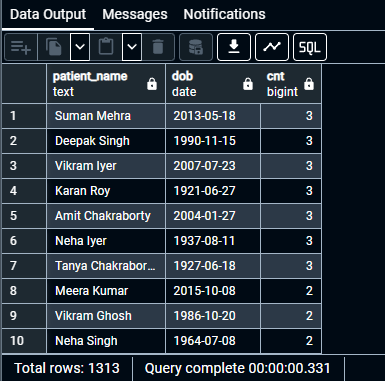 Data Output Messages Notifications
SQL
patient_name dob cnt
text date bigint
1 Suman Mehra 2013-05-18 3
2 Deepak Singh 1990-11-15 3
3 Vikram Iyer 2007-07-23 3
4 Karan Roy 1921-06-27 3
5 Amit Chakraborty 2004-01-27 3
6 Neha Iyer 1937-08-11 3
7 Tanya Chakrabor... 1927-06-18 3
8 Meera Kumar 2015-10-08 2
9 Vikram Ghosh 1986-10-20 2
10 Neha Singh 1964-07-08 2
Total rows: 1313 Query complete 00:00:00.331